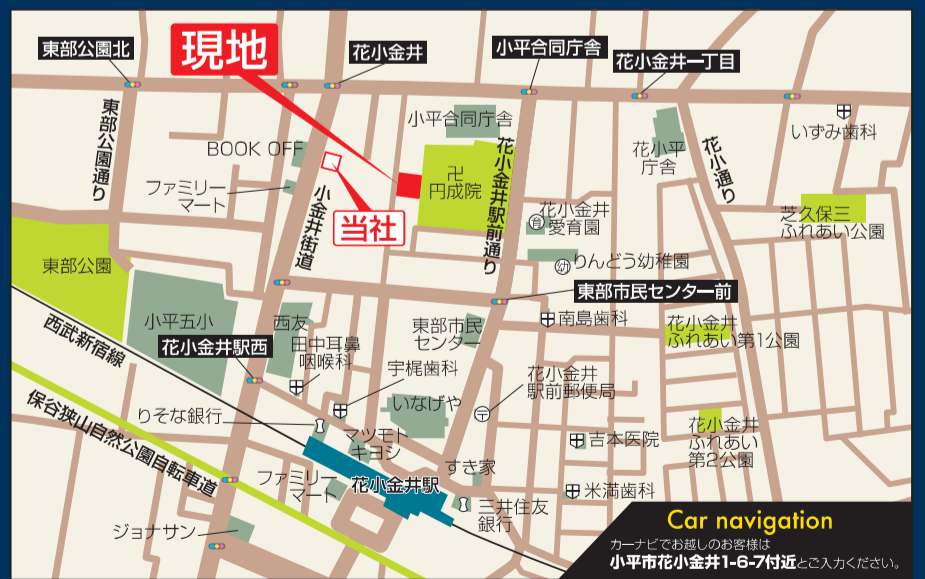 東部公園北
現地
花小金井
小平合同庁舎
花小金井一丁目
東部公園通り
小平合同庁舎
いずみ歯科
BOOK OFF
卍
円成院
花小金井駅前通り
花小平
庁舎
花小通り
ファミリー
マート
小金井街道
当社
育
花小金井
愛育園
芝久保三
ふれあい公園
東部公園
幼
りんどう幼稚園
東部市民センター前
小平五小
西友
東部市民
センター
南島歯科
花小金井
ふれあい第1公園
西武新宿線
花小金井駅西
田中耳鼻
咽喉科
宇梶歯科
花小金井
駅前郵便局
〒
保谷狭山自然公園自転車道
りそな銀行
いなげや
マツモト
キヨシ
吉本医院
花小金井
ふれあい
第2公園
ファミリー
マート
花小金井駅
すき家
三井住友
銀行
米満歯科
ジョナサン
Car navigation
カーナビでお越しのお客様は
小平市花小金井1-6-7付近とご入力ください。